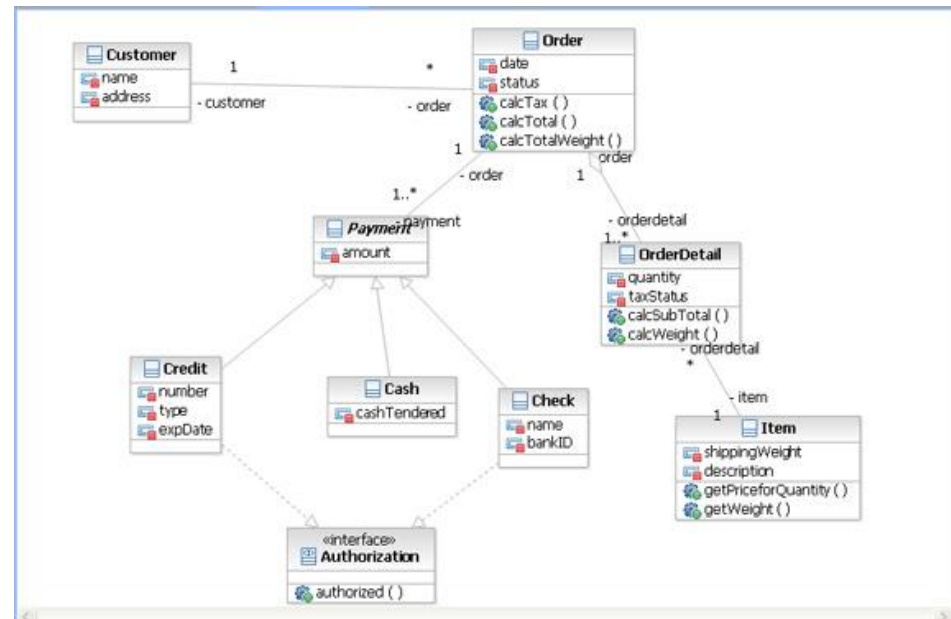 Customer
name
address
1
*
- customer
- order
Order
date
status
calcTax ( )
calcTotal ( )
calcTotalWeight ( )
1
- order
1..*
- payment
order
1
- orderdetail
1..*
Payment
amount
OrderDetail
quantity
taxStatus
calcSubTotal ( )
calcWeight ( )
- orderdetail
*
- item
1
Credit
number
type
expDate
Cash
cashTendered
Check
name
bankID
Item
shippingWeight
description
getPriceforQuantity ( )
getWeight ( )
«interface»
Authorization
authorized ( )